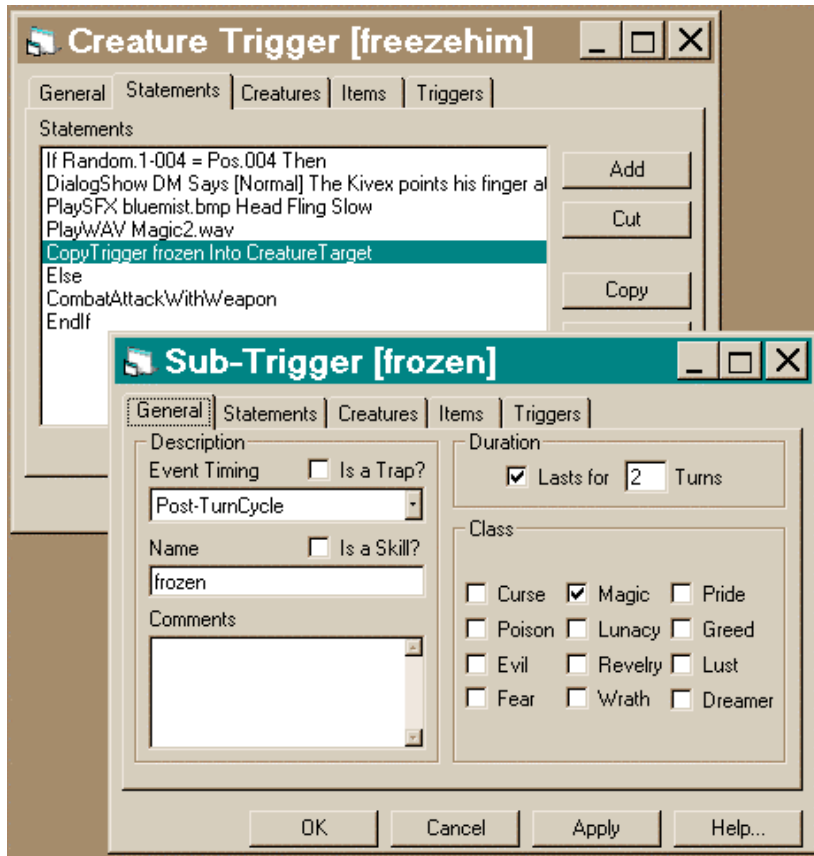 Creature Trigger [freezehim]
General Statements Creatures Items Triggers
Statements
If Random.1-004 = Pos.004 Then
DialogShow DM Says [Normal] The Kivex points his finger at
PlaySFX bluemist.bmp Head Fling Slow
PlayWAV Magic2.wav
CopyTrigger frozen Into CreatureTarget
Else
CombatAttackWithWeapon
EndIf
Add
Cut
Copy
Sub-Trigger [frozen]
General Statements Creatures Items Triggers
Description
Event Timing Is a Trap?
Post-TurnCycle
Name Is a Skill?
frozen
Comments
Duration
Lasts for 2 Turns
Class
Curse Magic Pride
Poison Lunacy Greed
Evil Revelry Lust
Fear Wrath Dreamer
OK Cancel Apply Help...